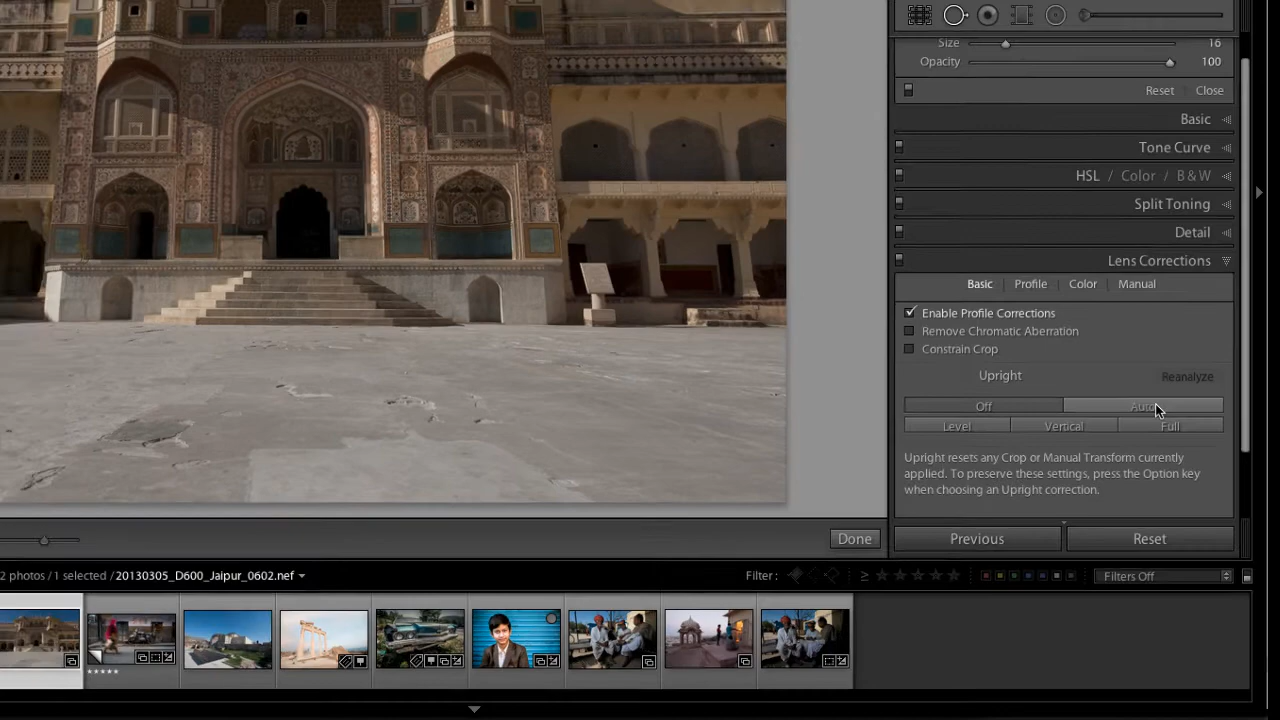 Size 16
Opacity 100
Reset Close
Basic
Tone Curve
HSL / Color / B & W
Split Toning
Detail
Lens Corrections
Basic Profile Color Manual
Enable Profile Corrections
Remove Chromatic Aberration
Constrain Crop
Upright Reanalyze
Off Auto
Level Vertical Full
Upright resets any Crop or Manual Transform currently
applied. To preserve these settings, press the Option key
when choosing an Upright correction.
Done Previous Reset
2 photos / 1 selected / 20130305_D600_Jaipur_0602.nef Filter : ≥ Filters Off